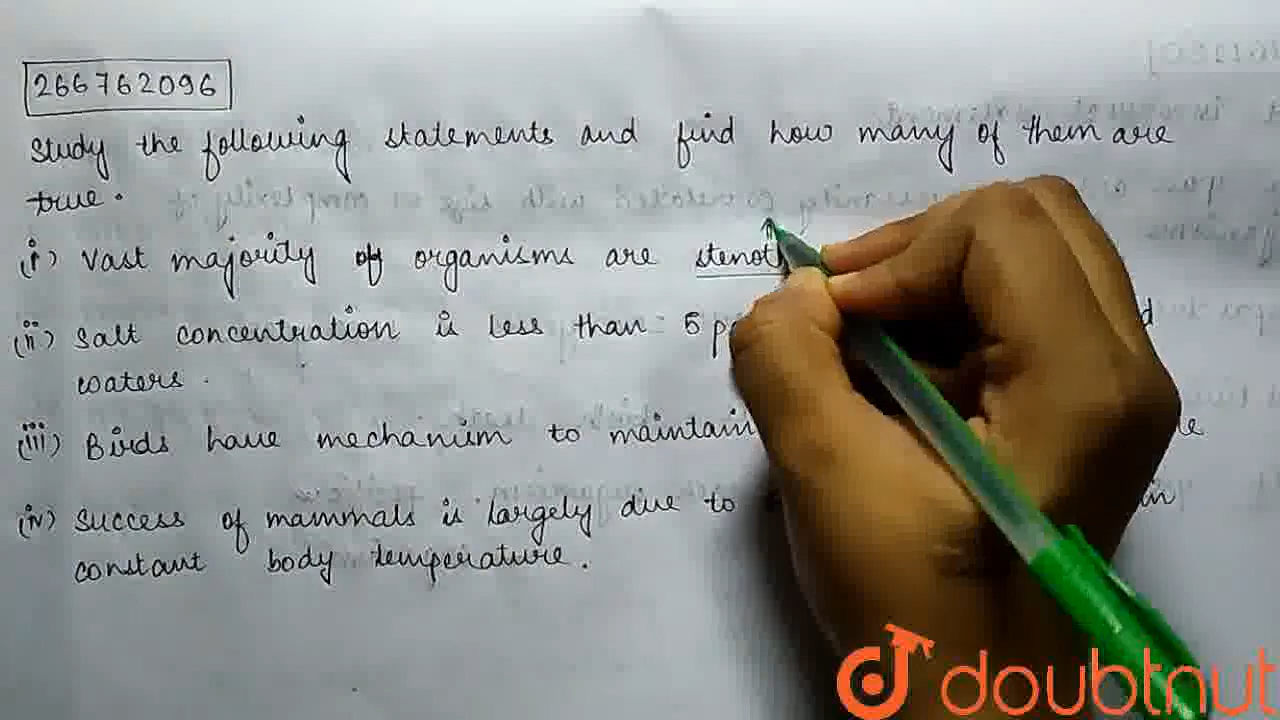 266762096
Study the following statements and find how many of them are
true.
(i) Vast majority of organisms are
(ii) Salt concentration is less than 5
waters.
(iii) Birds have mechanism to maintain
(iv) Success of mammals is largely due to
constant body temperature.
doubtnut